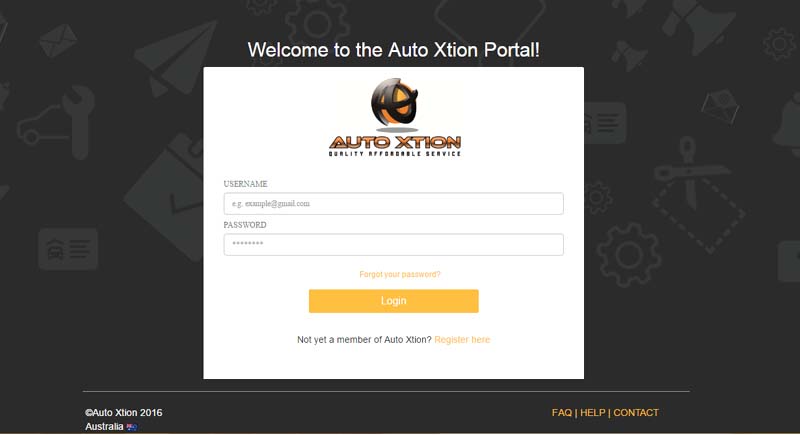 Welcome to the Auto Xtion Portal!
AUTO XTION
QUALITY AFFORDABLE SERVICE
USERNAME
e.g. example@gmail.com
PASSWORD
********
Forgot your password?
Login
Not yet a member of Auto Xtion? Register here
©Auto Xtion 2016
FAQ | HELP | CONTACT
Australia